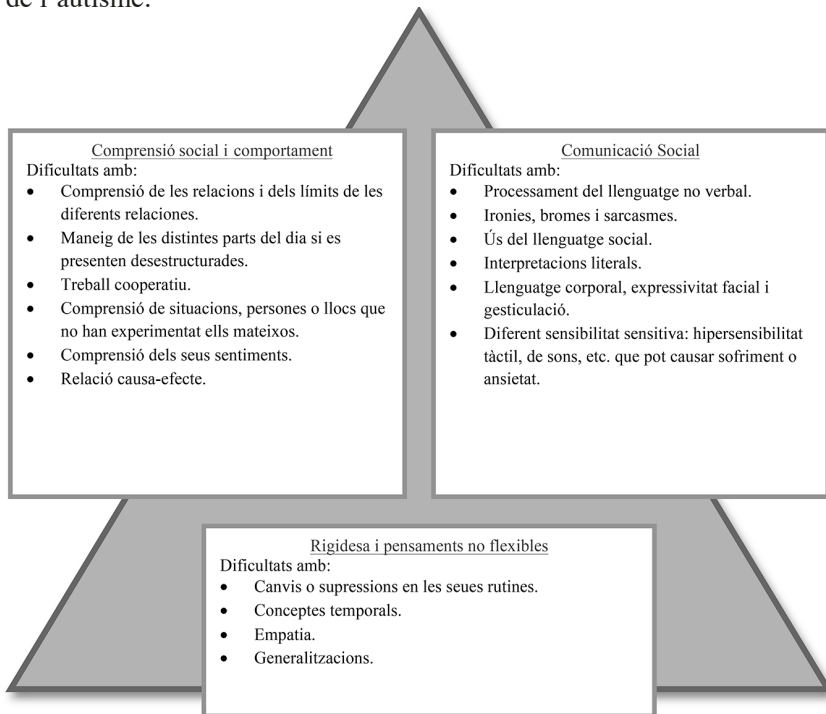 de l'autisme.
Comprensió social i comportament
Dificultats amb:
• Comprensió de les relacions i dels límits de les
diferents relaciones.
• Maneig de les distintes parts del dia si es
presenten desestructurades.
• Treball cooperatiu.
• Comprensió de situacions, persones o llocs que
no han experimentat ells mateixos.
• Comprensió dels seus sentiments.
• Relació causa-efecte.
Comunicació Social
Dificultats amb:
• Processament del llenguatge no verbal.
• Ironies, bromes i sarcasmes.
• Ús del llenguatge social.
• Interpretacions literals.
• Llenguatge corporal, expressivitat facial i
gesticulació.
• Diferent sensibilitat sensitiva: hipersensibilitat
tàctil, de sons, etc. que pot causar sofriment o
ansietat.
Rigidesa i pensaments no flexibles
Dificultats amb:
• Canvis o supressions en les seues rutines.
• Conceptes temporals.
• Empatia.
• Generalitzacions.